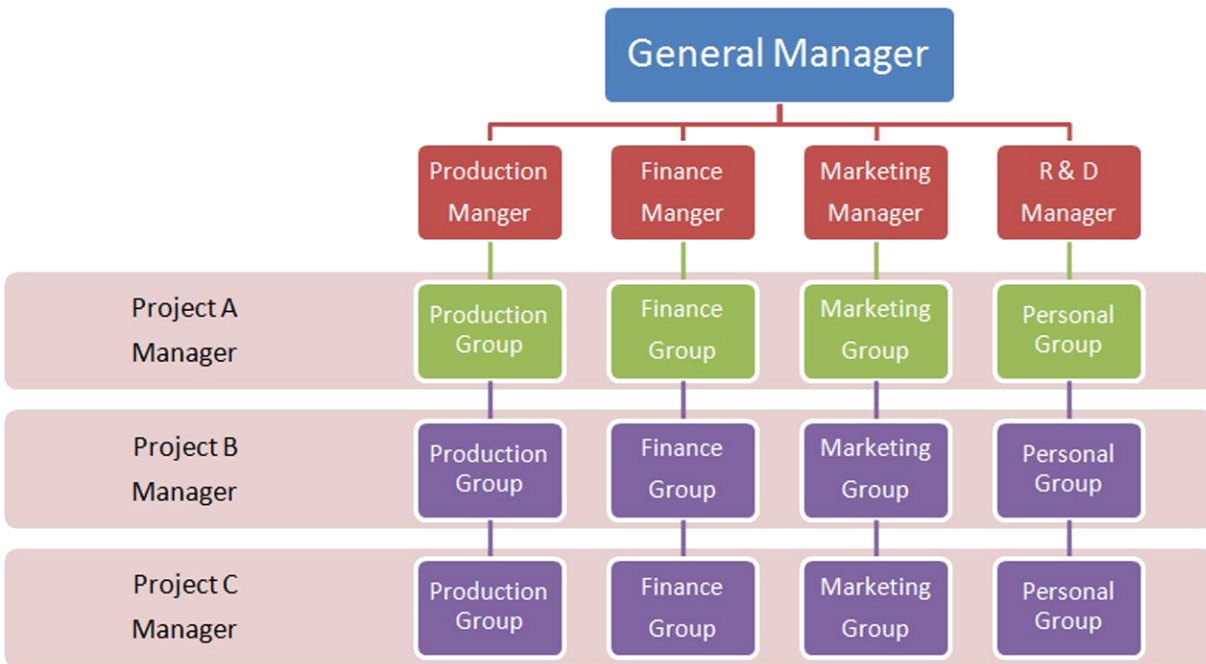 General Manager
Production
Manger
Finance
Manger
Marketing
Manager
R & D
Manager
Project A
Manager
Production
Group
Finance
Group
Marketing
Group
Personal
Group
Project B
Manager
Production
Group
Finance
Group
Marketing
Group
Personal
Group
Project C
Manager
Production
Group
Finance
Group
Marketing
Group
Personal
Group